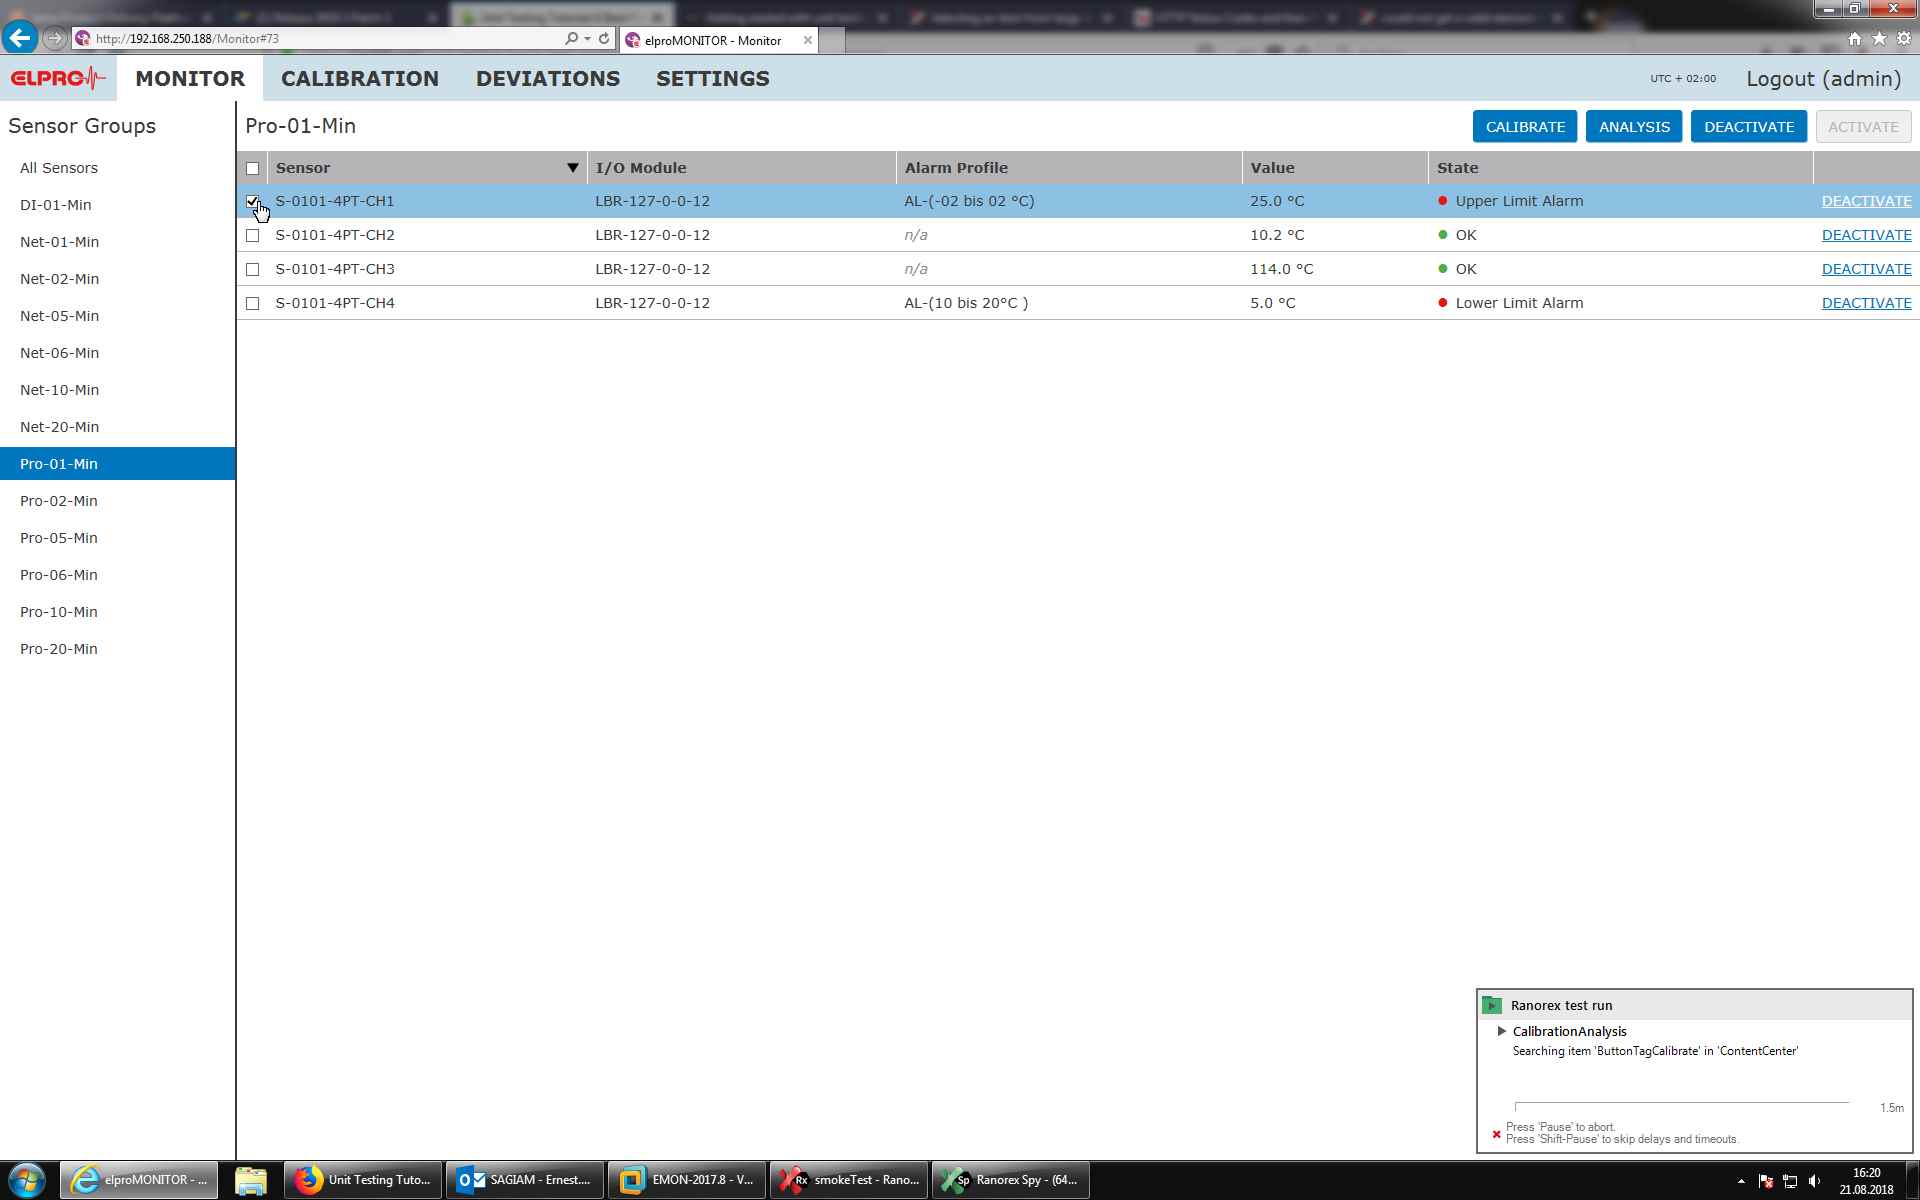 http://192.168.250.188/Monitor#73
elproMONITOR - Monitor
ELPRO
MONITOR
CALIBRATION
DEVIATIONS
SETTINGS
UTC + 02:00
Logout (admin)
Sensor Groups
All Sensors
DI-01-Min
Net-01-Min
Net-02-Min
Net-05-Min
Net-06-Min
Net-10-Min
Net-20-Min
Pro-01-Min
Pro-02-Min
Pro-05-Min
Pro-06-Min
Pro-10-Min
Pro-20-Min
Pro-01-Min
CALIBRATE
ANALYSIS
DEACTIVATE
ACTIVATE
Sensor I/O Module Alarm Profile Value State
S-0101-4PT-CH1 LBR-127-0-0-12 AL-(-02 bis 02 °C) 25.0 °C Upper Limit Alarm DEACTIVATE
S-0101-4PT-CH2 LBR-127-0-0-12 n/a 10.2 °C OK DEACTIVATE
S-0101-4PT-CH3 LBR-127-0-0-12 n/a 114.0 °C OK DEACTIVATE
S-0101-4PT-CH4 LBR-127-0-0-12 AL-(10 bis 20°C ) 5.0 °C Lower Limit Alarm DEACTIVATE
Ranorex test run
CalibrationAnalysis
Searching item 'ButtonTagCalibrate' in 'ContentCenter'
1.5m
Press 'Pause' to abort.
Press 'Shift-Pause' to skip delays and timeouts.
elproMONITOR - ...
Unit Testing Tuto...
SAGIAM - Ernest....
EMON-2017.8 - V...
Rx
smokeTest - Rano...
Sp
Ranorex Spy - (64...
16:20
21.08.2018